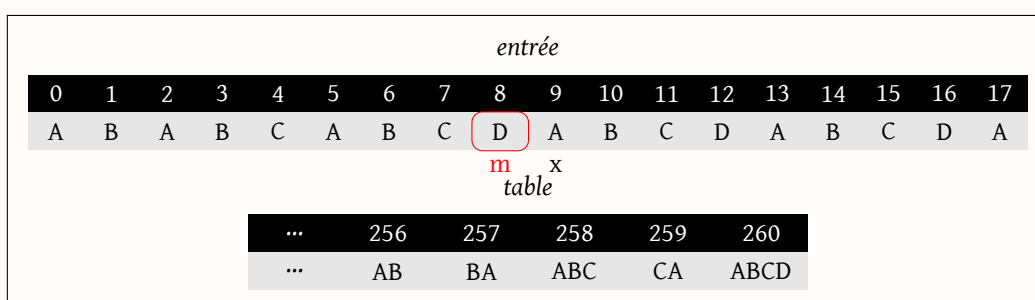 entrée
0 1 2 3 4 5 6 7 8 9 10 11 12 13 14 15 16 17
A B A B C A B C D A B C D A B C D A
m x
table
... 256 257 258 259 260
... AB BA ABC CA ABCD